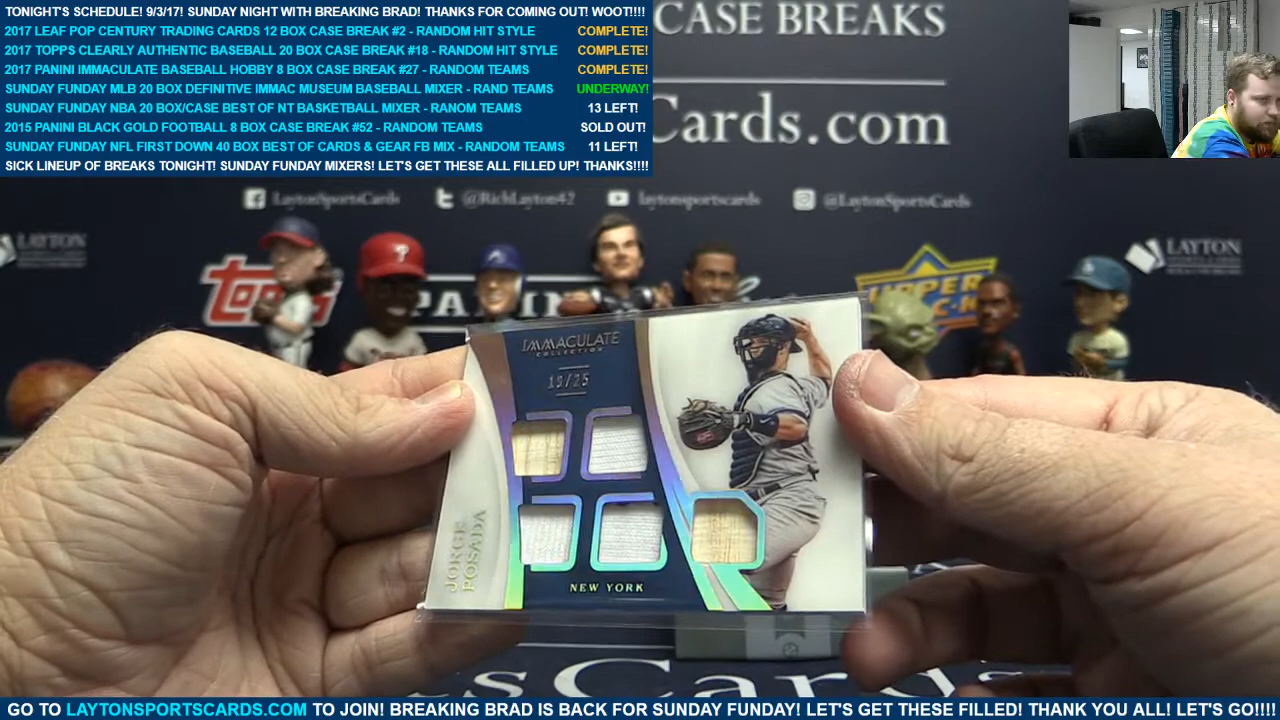 TONIGHT'S SCHEDULE! 9/3/17! SUNDAY NIGHT WITH BREAKING BRAD! THANKS FOR COMING OUT! WOOT!!!!
2017 LEAF POP CENTURY TRADING CARDS 12 BOX CASE BREAK #2 - RANDOM HIT STYLE COMPLETE!
2017 TOPPS CLEARLY AUTHENTIC BASEBALL 20 BOX CASE BREAK #18 - RANDOM HIT STYLE COMPLETE!
2017 PANINI IMMACULATE BASEBALL HOBBY 8 BOX CASE BREAK #27 - RANDOM TEAMS COMPLETE!
SUNDAY FUNDAY MLB 20 BOX DEFINITIVE IMMAC MUSEUM BASEBALL MIXER - RAND TEAMS UNDERWAY!
SUNDAY FUNDAY NBA 20 BOX/CASE BEST OF NT BASKETBALL MIXER - RANOM TEAMS 13 LEFT!
2015 PANINI BLACK GOLD FOOTBALL 8 BOX CASE BREAK #52 - RANDOM TEAMS SOLD OUT!
SUNDAY FUNDAY NFL FIRST DOWN 40 BOX BEST OF CARDS & GEAR FB MIX - RANDOM TEAMS 11 LEFT!
SICK LINEUP OF BREAKS TONIGHT! SUNDAY FUNDAY MIXERS! LET'S GET THESE ALL FILLED UP! THANKS!!!!
CASE BREAKS
Cards.com
LaytonSportsCards @RichLayton42 laytonsportscards @LaytonSportsCards
LAYTON
LAYTON
topps
PANINI
UPPER
IMMACULATE
COLLECTION
JORGE
POSADA
NEW YORK
sCards.com
GO TO LAYTONSPORTSCARDS.COM TO JOIN! BREAKING BRAD IS BACK FOR SUNDAY FUNDAY! LET'S GET THESE FILLED! THANK YOU ALL! LET'S GO!!!!